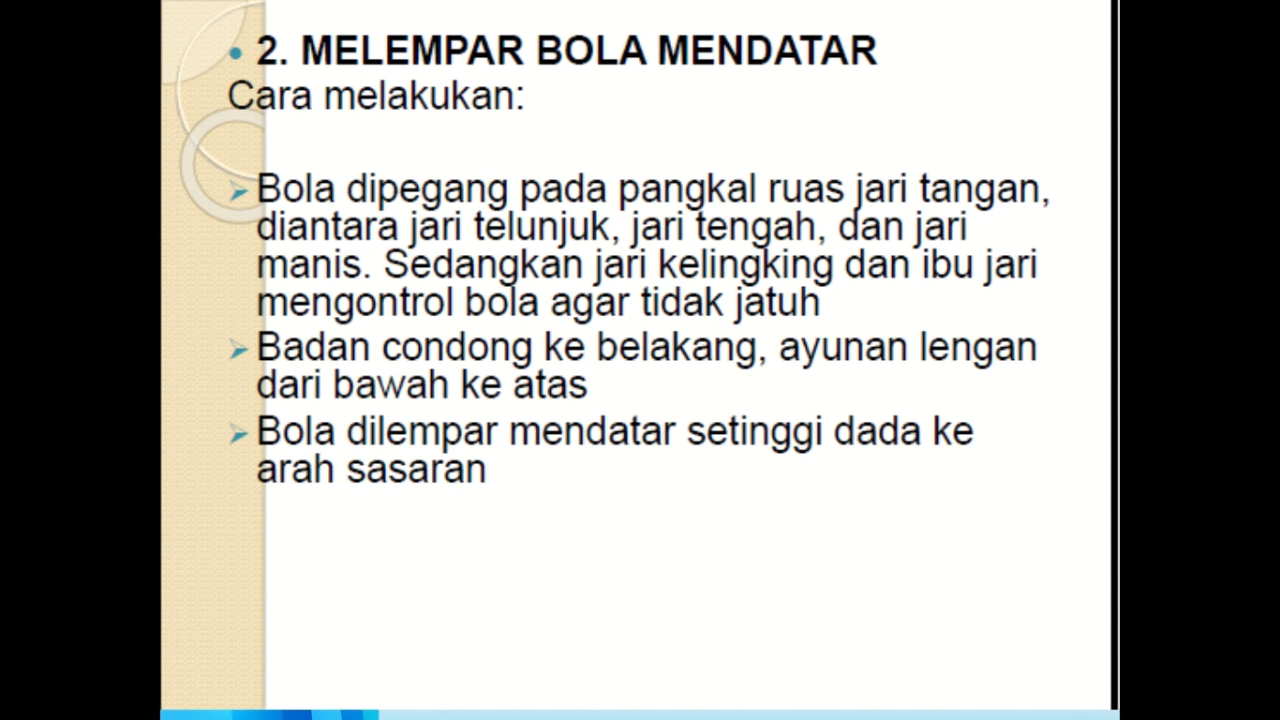 • 2. MELEMPAR BOLA MENDATAR
Cara melakukan:
➢ Bola dipegang pada pangkal ruas jari tangan,
diantara jari telunjuk, jari tengah, dan jari
manis. Sedangkan jari kelingking dan ibu jari
mengontrol bola agar tidak jatuh
➢ Badan condong ke belakang, ayunan lengan
dari bawah ke atas
➢ Bola dilempar mendatar setinggi dada ke
arah sasaran